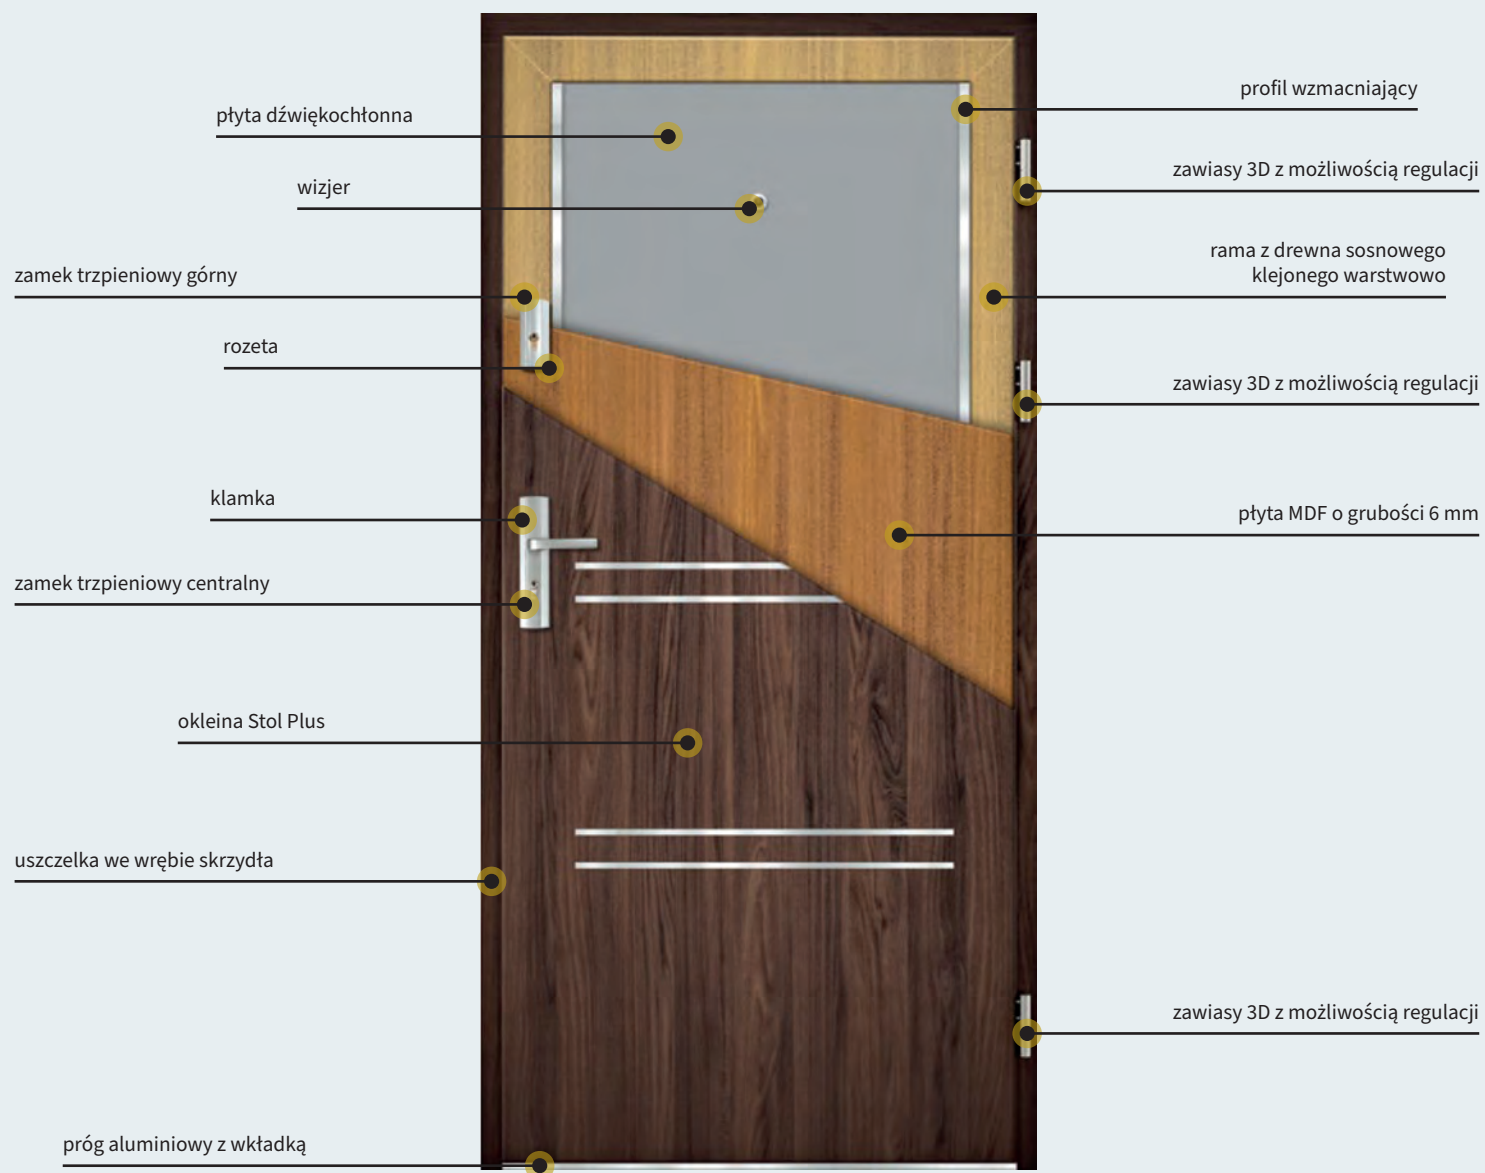 płyta dźwiękochłonna
wizjer
zamek trzpieniowy górny
rozeta
klamka
zamek trzpieniowy centralny
okleina Stol Plus
uszczelka we wrębie skrzydła
próg aluminiowy z wkładką
profil wzmacniający
zawiasy 3D z możliwością regulacji
rama z drewna sosnowego
klejonego warstwowo
zawiasy 3D z możliwością regulacji
płyta MDF o grubości 6 mm
zawiasy 3D z możliwością regulacji